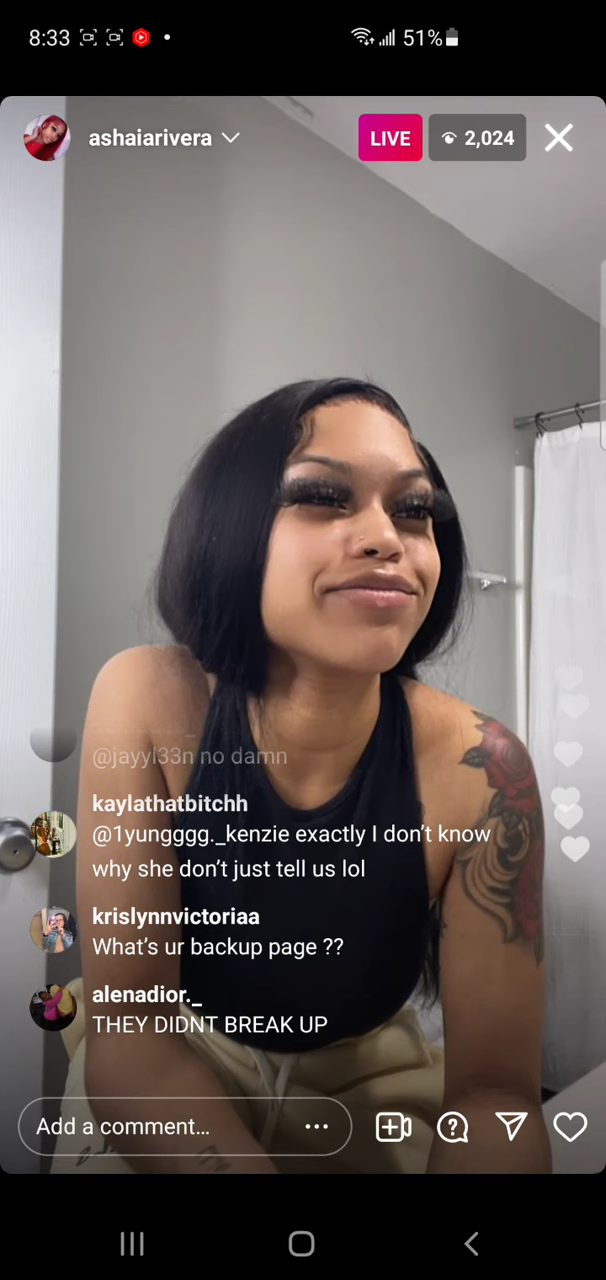 8:33
51%
ashaiarivera
LIVE
2,024
@jayyl33n no damn
kaylathatbitchh
@1yungggg._kenzie exactly I don't know
why she don't just tell us lol
krislynnvictoriaa
What's ur backup page ??
alenadior._
THEY DIDNT BREAK UP
Add a comment...